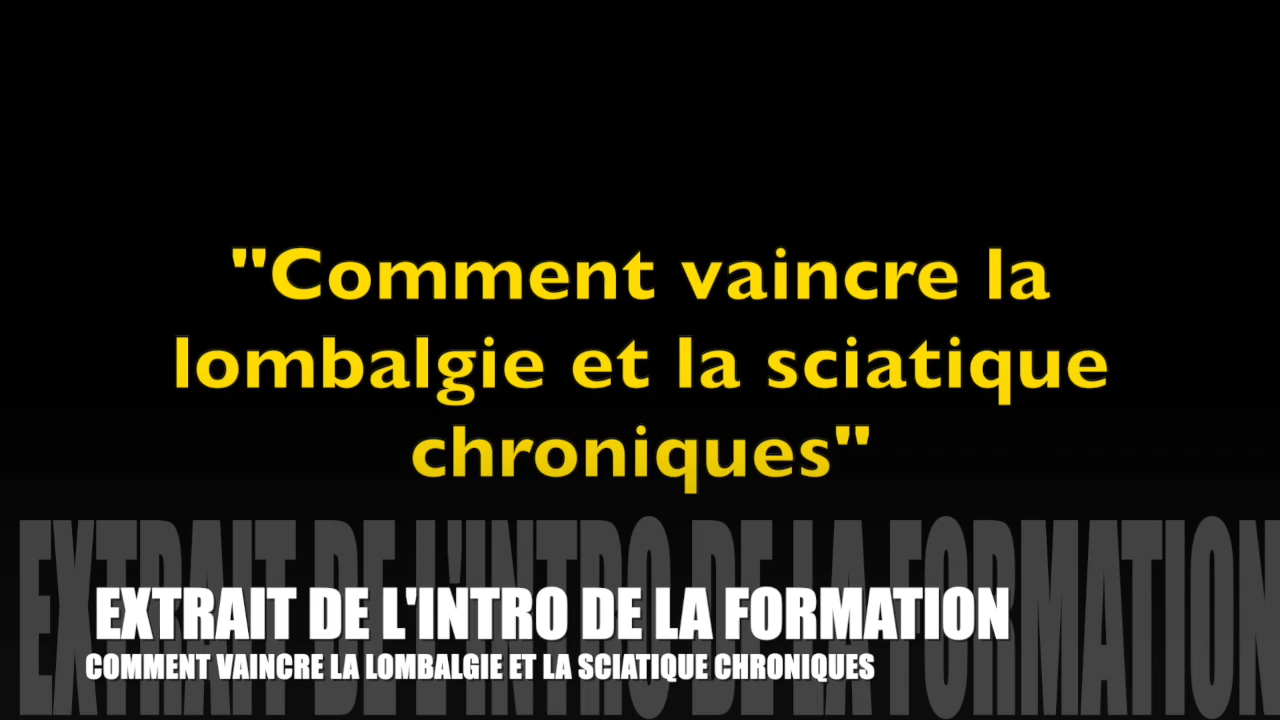 "Comment vaincre la
lombalgie et la sciatique
chroniques"
EXTRAIT DE L'INTRO DE LA FORMATION
EXTRAIT DE L'INTRO DE LA FORMATION
COMMENT VAINCRE LA LOMBALGIE ET LA SCIATIQUE CHRONIQUES